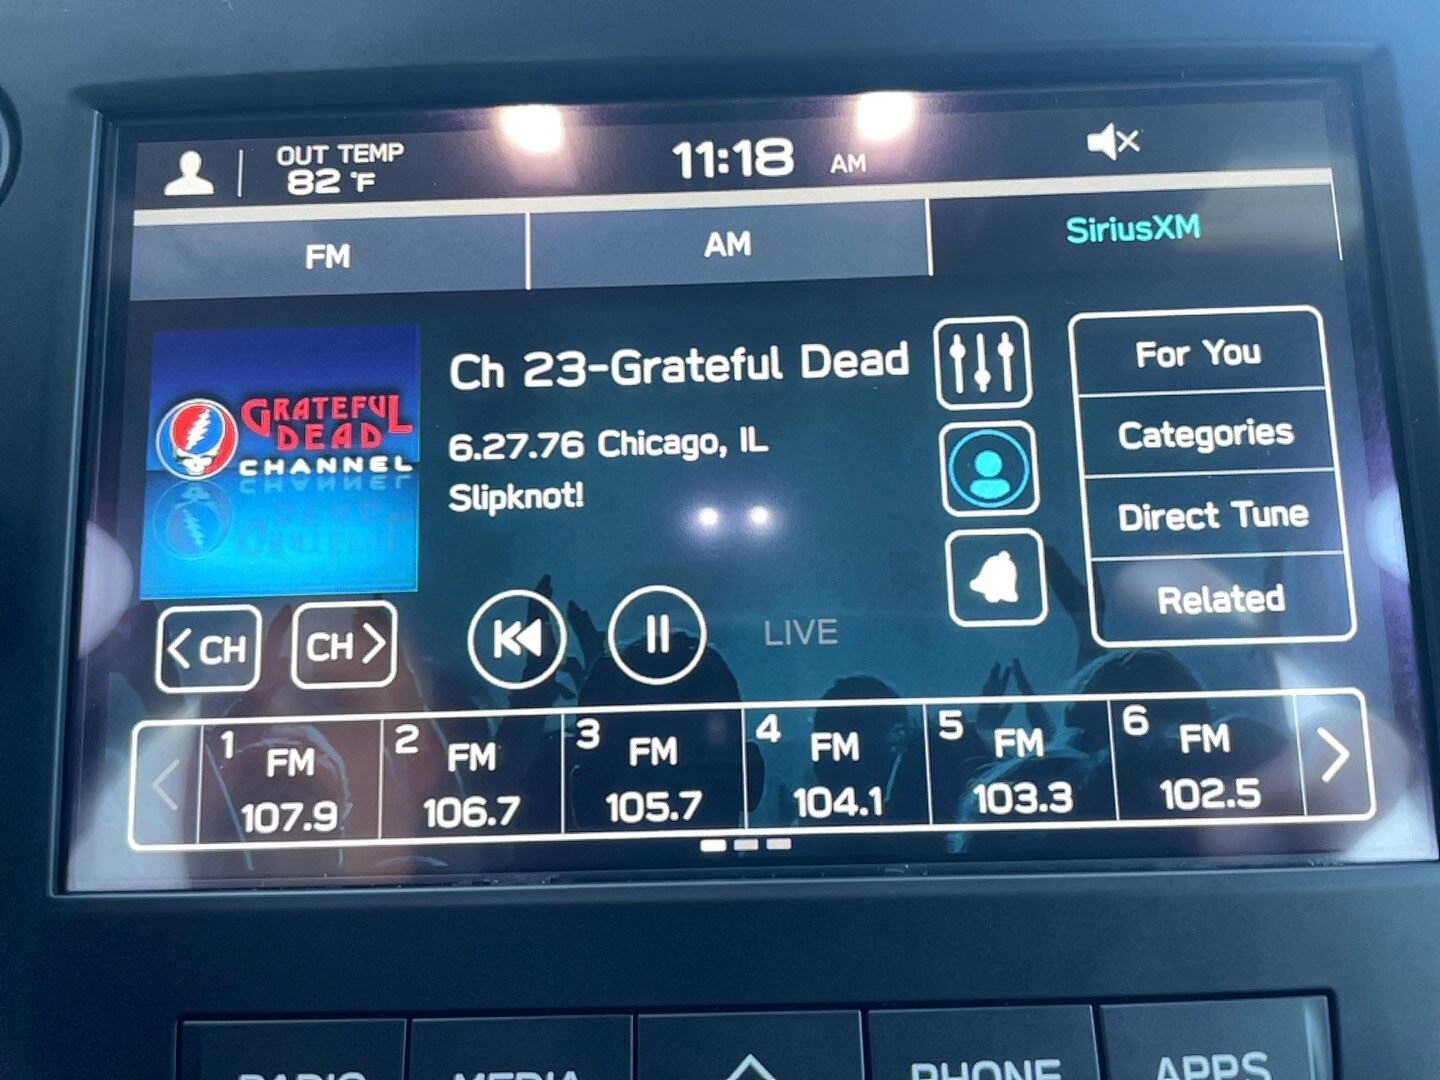 OUT TEMP
82 °F
11:18 AM
FM
AM
SiriusXM
GRATEFUL
DEAD
CHANNEL
Ch 23-Grateful Dead
6.27.76 Chicago, IL
Slipknot!
For You
Categories
Direct Tune
Related
<CH
CH>
LIVE
1 FM
107.9
2 FM
106.7
3 FM
105.7
4 FM
104.1
5 FM
103.3
6 FM
102.5
RADIO
MEDIA
PHONE
APPS